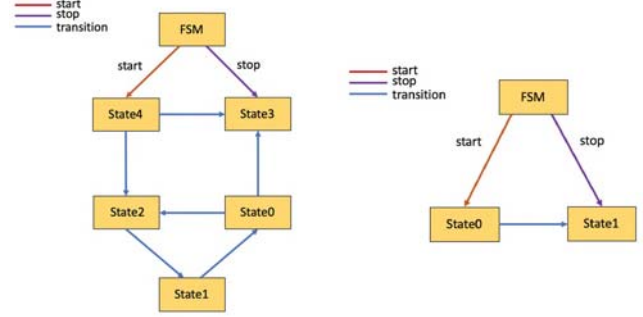 start
stop
transition
FSM
start
stop
State4
State3
State2
State0
State1
start
stop
transition
FSM
start
stop
State0
State1